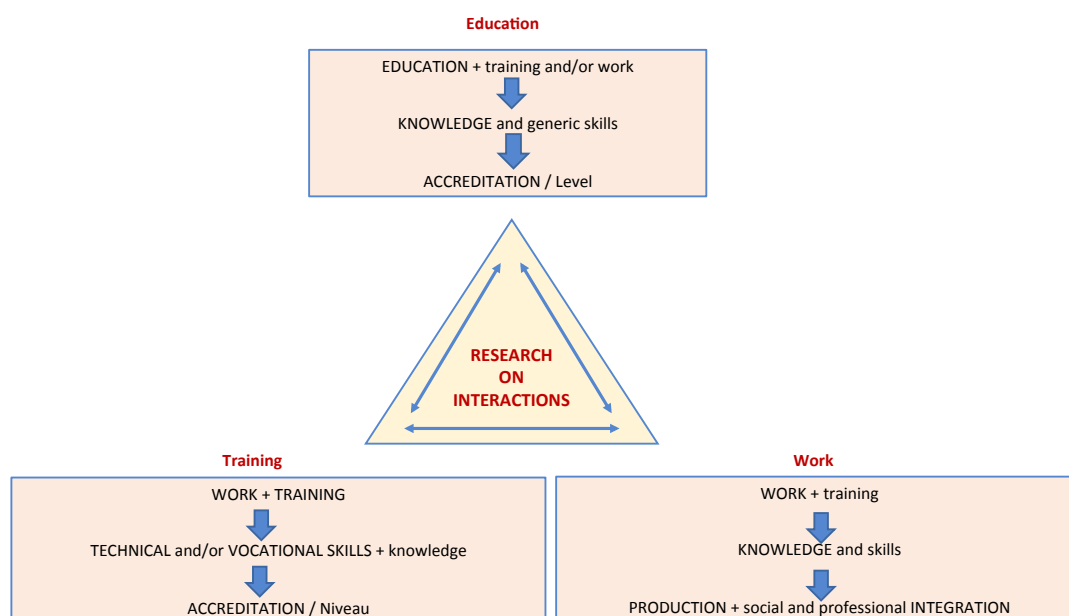 Education
EDUCATION + training and/or work
KNOWLEDGE and generic skills
ACCREDITATION / Level
RESEARCH
ON
INTERACTIONS
Training
WORK + TRAINING
TECHNICAL and/or VOCATIONAL SKILLS + knowledge
ACCREDITATION / Niveau
Work
WORK + training
KNOWLEDGE and skills
PRODUCTION + social and professional INTEGRATION